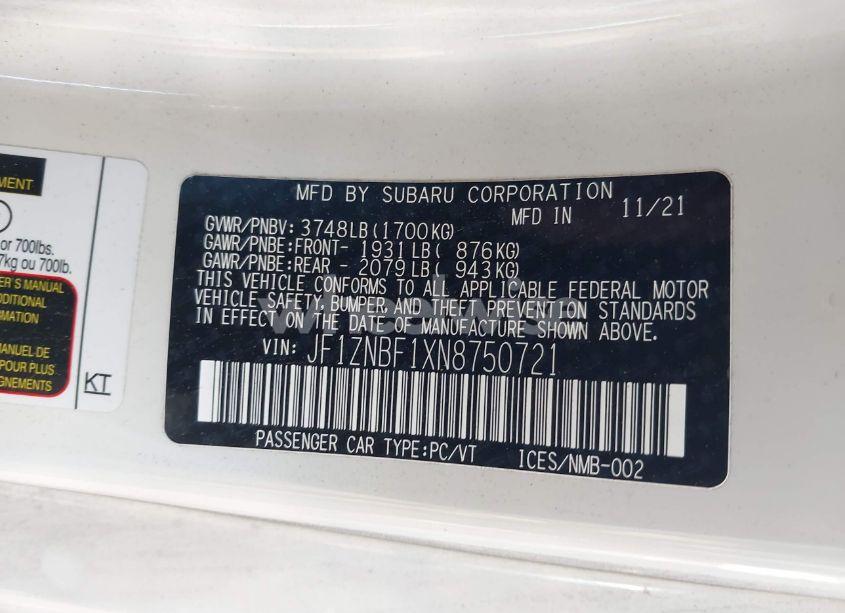 MENT
or 700lbs.
7kg ou 700lb.
ER'S MANUAL
DDITIONAL
RMATION
MANUEL DE
POUR PLUS
GNEMENTS
KT
MFD BY SUBARU CORPORATION
MFD IN 11/21
GVWR/PNBV: 3748LB(1700KG)
GAWR/PNBE:FRONT- 1931LB( 876KG)
GAWR/PNBE:REAR - 2079LB( 943KG)
THIS VEHICLE CONFORMS TO ALL APPLICABLE FEDERAL MOTOR
VEHICLE SAFETY, BUMPER, AND THEFT PREVENTION STANDARDS
IN EFFECT ON THE DATE OF MANUFACTURE SHOWN ABOVE.
VIN: JF1ZNBF1XN8750721
PASSENGER CAR TYPE:PC/VT ICES/NMB-002